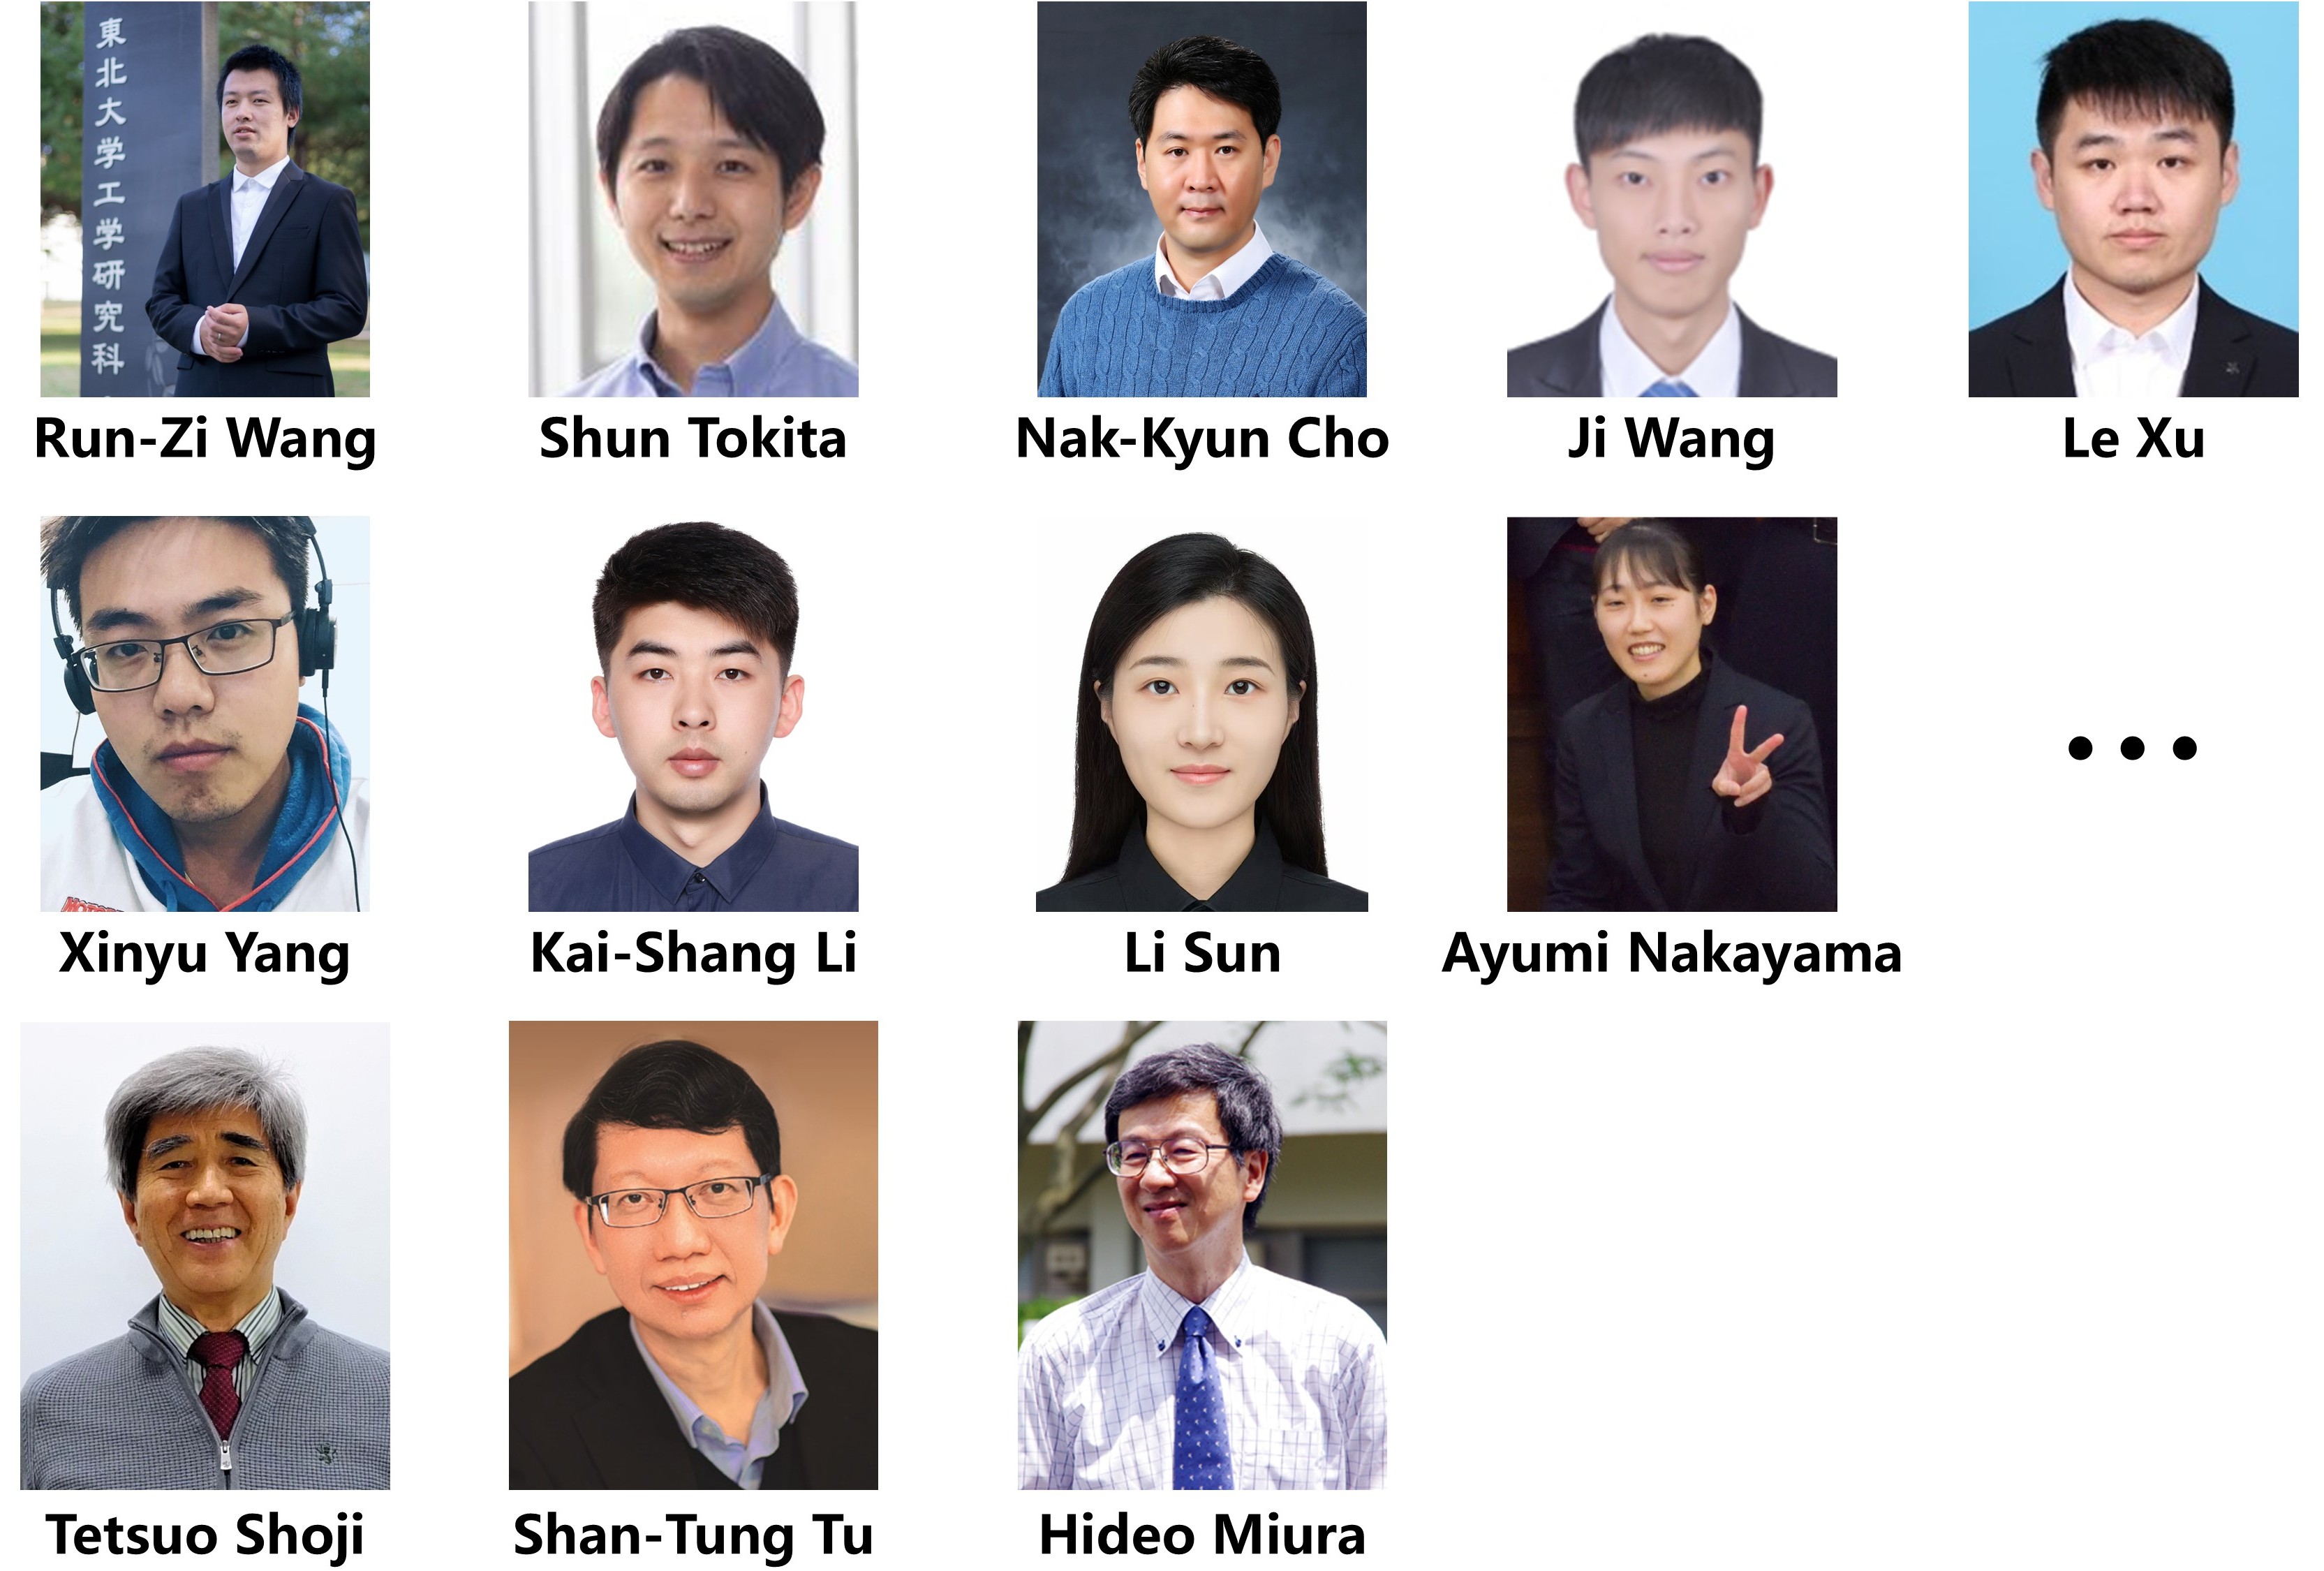 東北大学工学研究科
Run-Zi Wang
Shun Tokita
Nak-Kyun Cho
Ji Wang
Le Xu
Xinyu Yang
Kai-Shang Li
Li Sun
Ayumi Nakayama
...
Tetsuo Shoji
Shan-Tung Tu
Hideo Miura